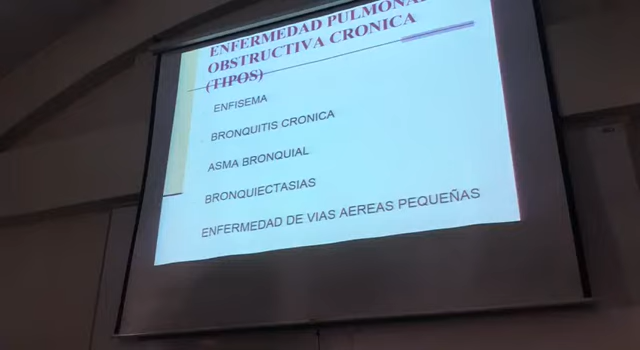 ENFERMEDAD PULMONA
OBSTRUCTIVA CRONICA
(TIPOS)
ENFISEMA
BRONQUITIS CRONICA
ASMA BRONQUIAL
BRONQUIECTASIAS
ENFERMEDAD DE VIAS AEREAS PEQUEÑAS